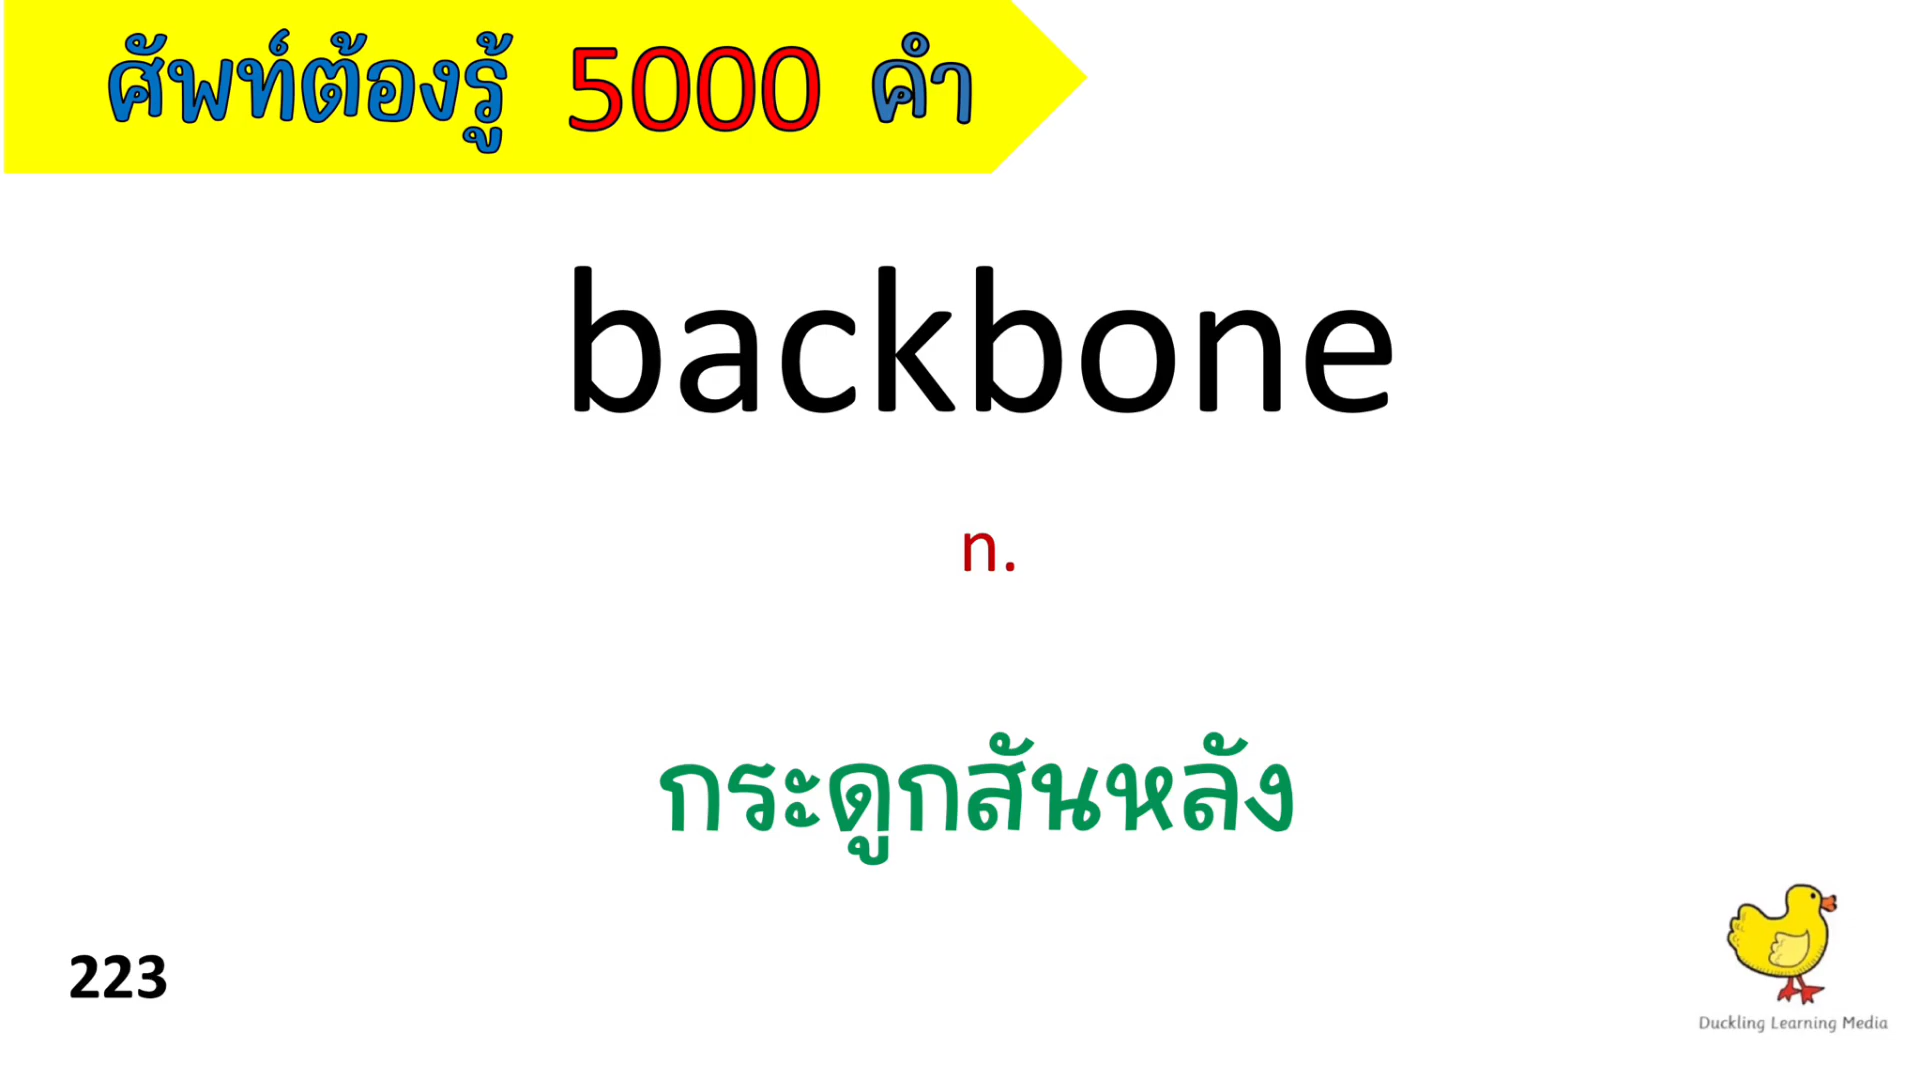 ศัพท์ต้องรู้ 5000 คำ
backbone
n.
กระดูกสันหลัง
223
Duckling Learning Media